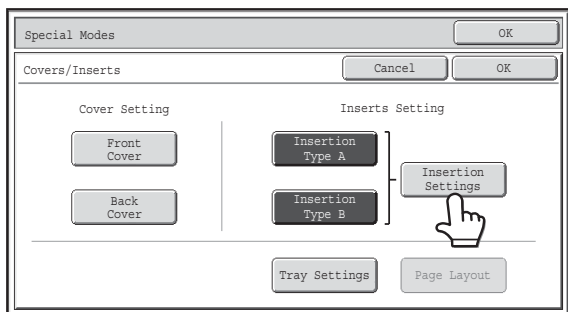 Special Modes
OK
Covers/Inserts
Cancel
OK
Cover Setting
Inserts Setting
Front
Cover
Insertion
Type A
Insertion
Settings
Back
Cover
Insertion
Type B
Tray Settings
Page Layout